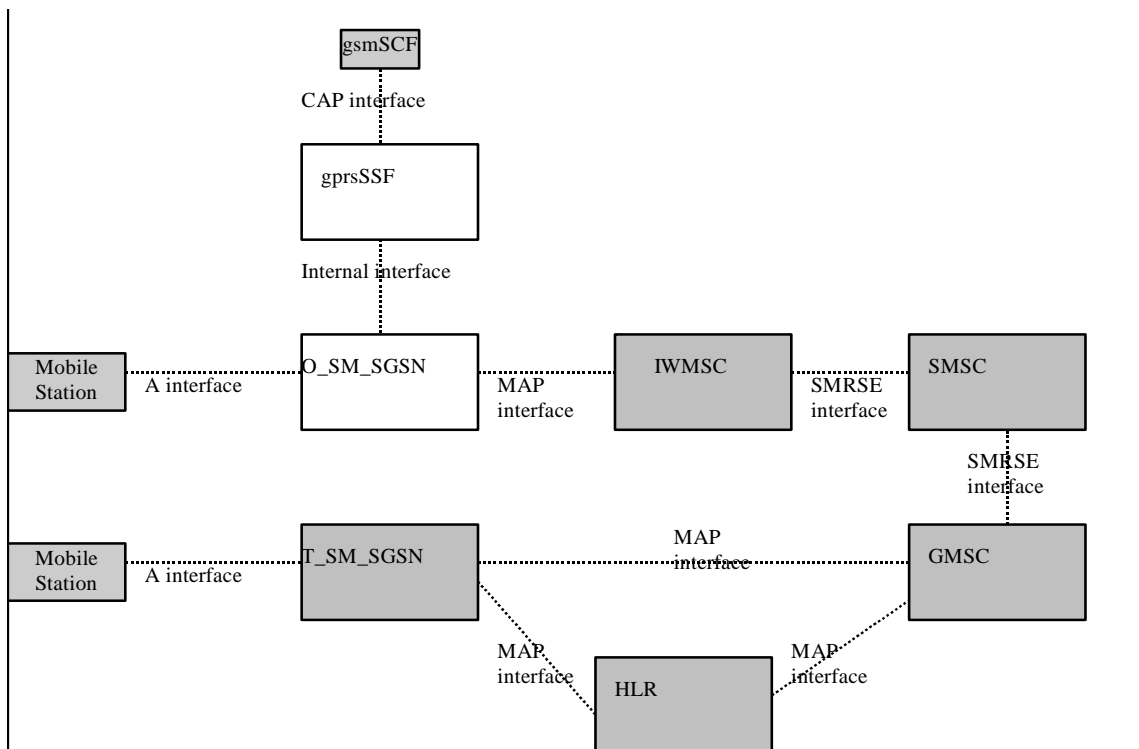 gsmSCF
CAP interface
gprsSSF
Internal interface
Mobile
Station
A interface
O_SM_SGSN
MAP
interface
IWMSC
SMRSE
interface
SMSC
SMRSE
interface
Mobile
Station
A interface
T_SM_SGSN
MAP
interface
GMSC
MAP
interface
HLR
MAP
interface